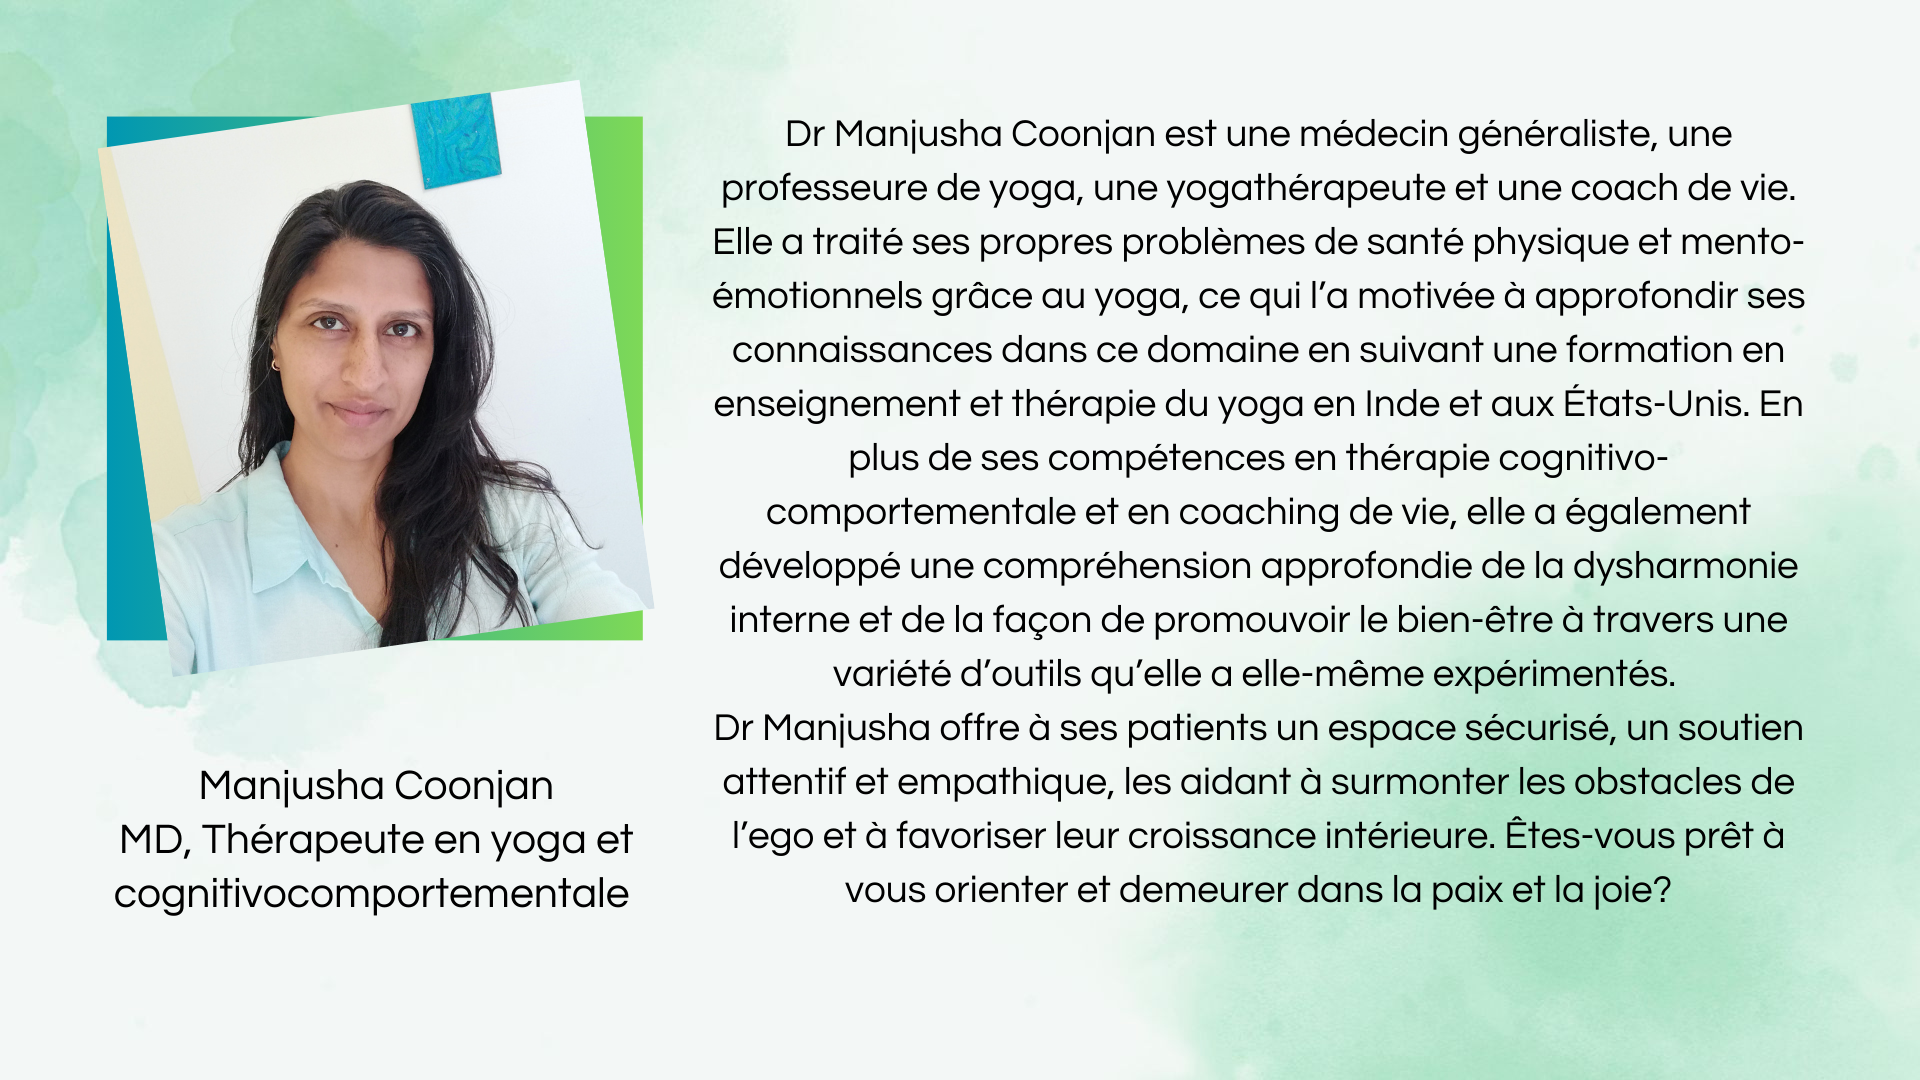 Dr Manjusha Coonjan est une médecin généraliste, une
professeure de yoga, une yogathérapeute et une coach de vie.
Elle a traité ses propres problèmes de santé physique et mento-
émotionnels grâce au yoga, ce qui l’a motivée à approfondir ses
connaissances dans ce domaine en suivant une formation en
enseignement et thérapie du yoga en Inde et aux États-Unis. En
plus de ses compétences en thérapie cognitivo-
comportementale et en coaching de vie, elle a également
développé une compréhension approfondie de la dysharmonie
interne et de la façon de promouvoir le bien-être à travers une
variété d’outils qu’elle a elle-même expérimentés.
Dr Manjusha offre à ses patients un espace sécurisé, un soutien
attentif et empathique, les aidant à surmonter les obstacles de
l’ego et à favoriser leur croissance intérieure. Êtes-vous prêt à
vous orienter et demeurer dans la paix et la joie?
Manjusha Coonjan
MD, Thérapeute en yoga et
cognitivocomportementale